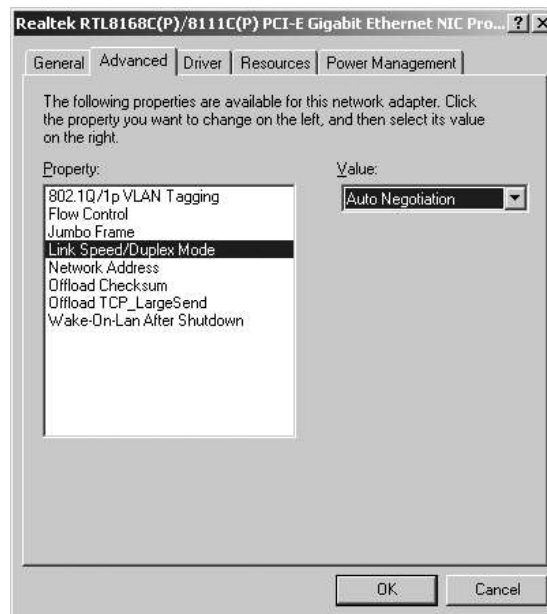 Realtek RTL8168C(P)/8111C(P) PCI-E Gigabit Ethernet NIC Pro... ? X
General Advanced Driver Resources Power Management
The following properties are available for this network adapter. Click
the property you want to change on the left, and then select its value
on the right.
Property:
Value:
802.1Q/1p VLAN Tagging
Flow Control
Jumbo Frame
Link Speed/Duplex Mode
Network Address
Offload Checksum
Offload TCP_LargeSend
Wake-On-Lan After Shutdown
Auto Negotiation
OK
Cancel